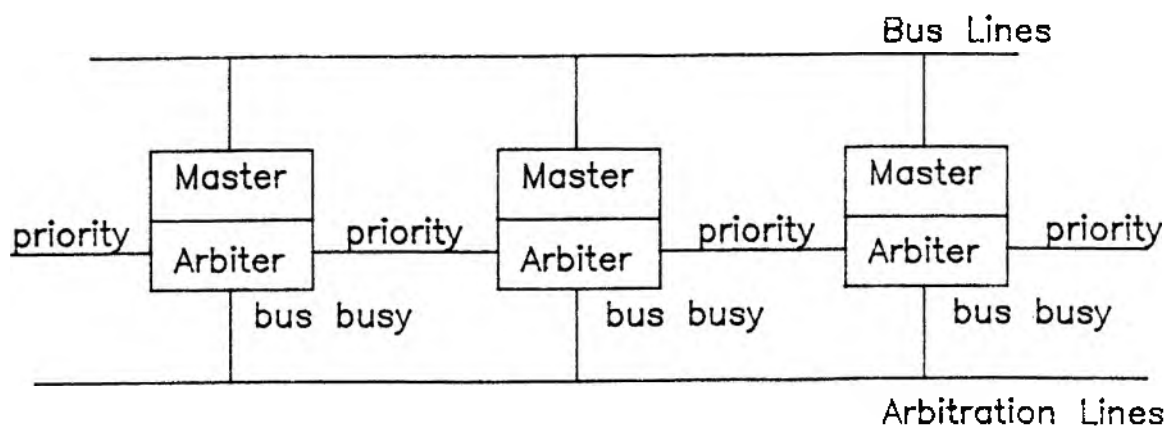 Bus Lines
Master
Master
Master
priority
priority
priority
priority
Arbiter
Arbiter
Arbiter
bus busy
bus busy
bus busy
Arbitration Lines